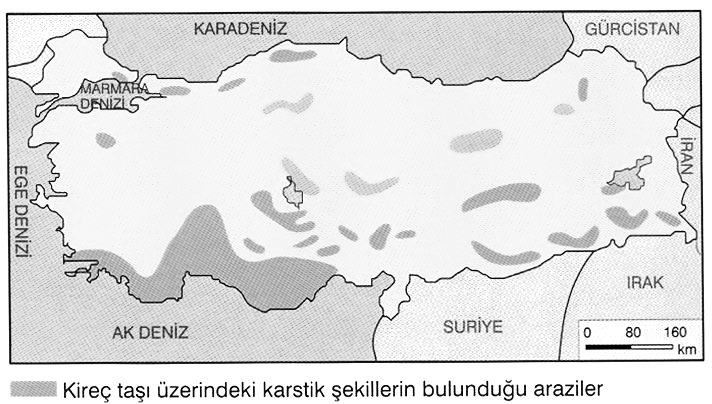 KARADENİZ
GÜRCİSTAN
MARMARA
DENİZİ
EGE DENİZİ
İRAN
AK DENİZ
SURİYE
IRAK
0 80 160
km
Kireç taşı üzerindeki karstik şekillerin bulunduğu araziler